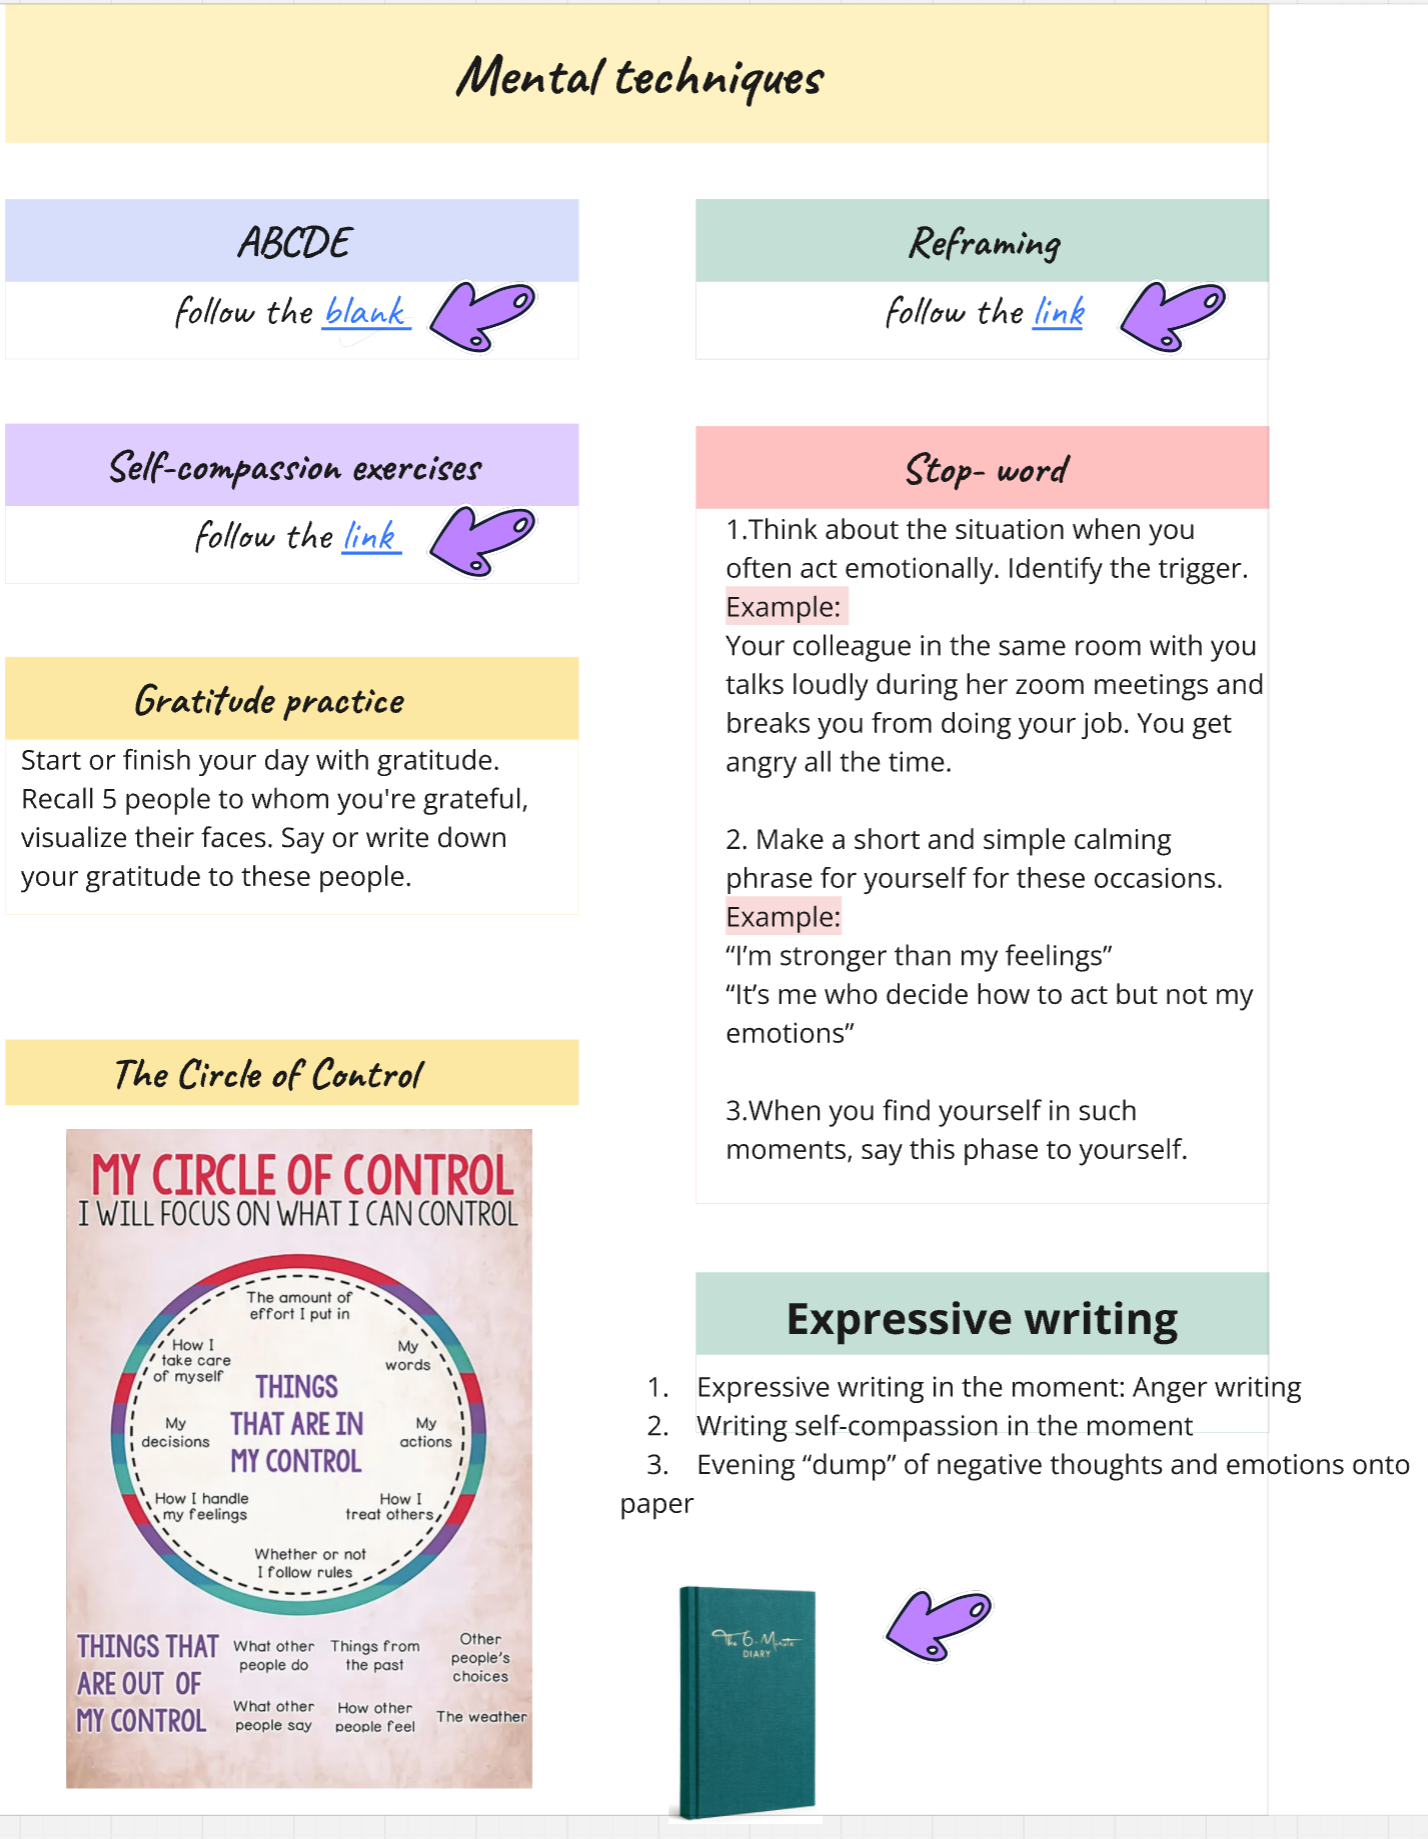 Mental techniques
ABCDE
follow the blank
Reframing
follow the link
Self-compassion exercises
follow the link
Stop- word
1.Think about the situation when you
often act emotionally. Identify the trigger.
Example:
Your colleague in the same room with you
talks loudly during her zoom meetings and
breaks you from doing your job. You get
angry all the time.
2. Make a short and simple calming
phrase for yourself for these occasions.
Example:
“I’m stronger than my feelings”
“It’s me who decide how to act but not my
emotions”
3.When you find yourself in such
moments, say this phase to yourself.
Gratitude practice
Start or finish your day with gratitude.
Recall 5 people to whom you're grateful,
visualize their faces. Say or write down
your gratitude to these people.
The Circle of Control
MY CIRCLE OF CONTROL
I WILL FOCUS ON WHAT I CAN CONTROL
The amount of
effort I put in
How I
take care
of myself
My
words
THINGS
THAT ARE IN
MY CONTROL
My
decisions
My
actions
How I handle
my feelings
How I
treat others
Whether or not
I follow rules
THINGS THAT
ARE OUT OF
MY CONTROL
What other
people do
Things from
the past
Other
people's
choices
What other
people say
How other
people feel
The weather
Expressive writing
1. Expressive writing in the moment: Anger writing
2. Writing self-compassion in the moment
3. Evening “dump” of negative thoughts and emotions onto
paper
The 6-Minute
DIARY